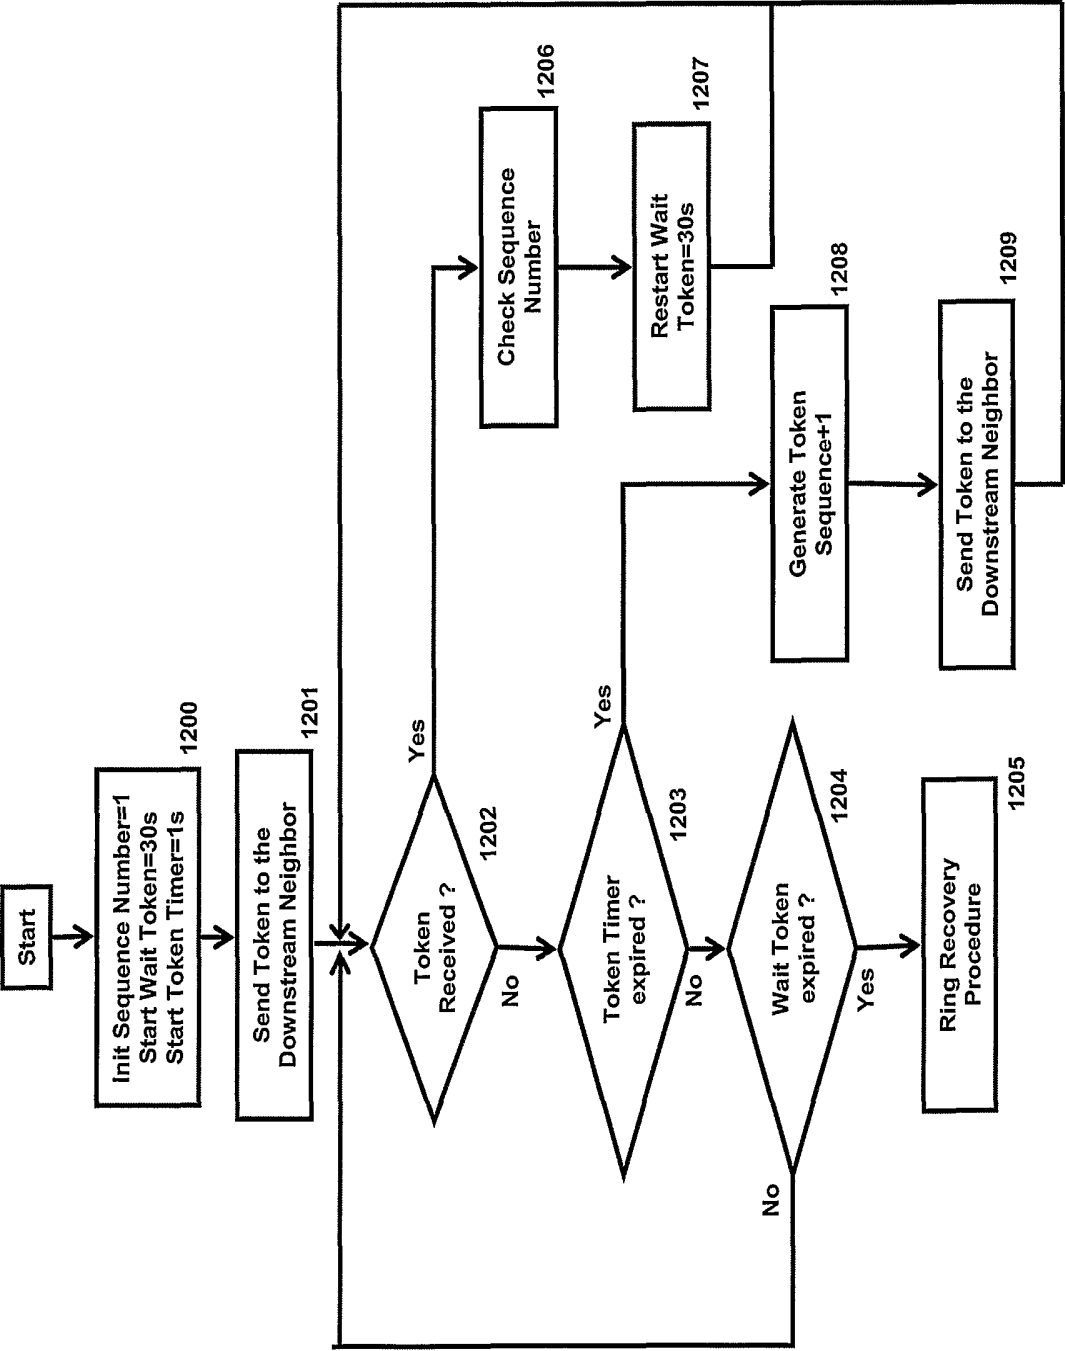 Start
Init Sequence Number=1
Start Wait Token=30s
Start Token Timer=1s
1200
Send Token to the
Downstream Neighbor
1201
Token
Received ?
1202
Yes
No
Check Sequence
Number
1206
Restart Wait
Token=30s
1207
Token Timer
expired ?
1203
Yes
No
Generate Token
Sequence+1
1208
Send Token to the
Downstream Neighbor
1209
Wait Token
expired ?
1204
No
Yes
Ring Recovery
Procedure
1205